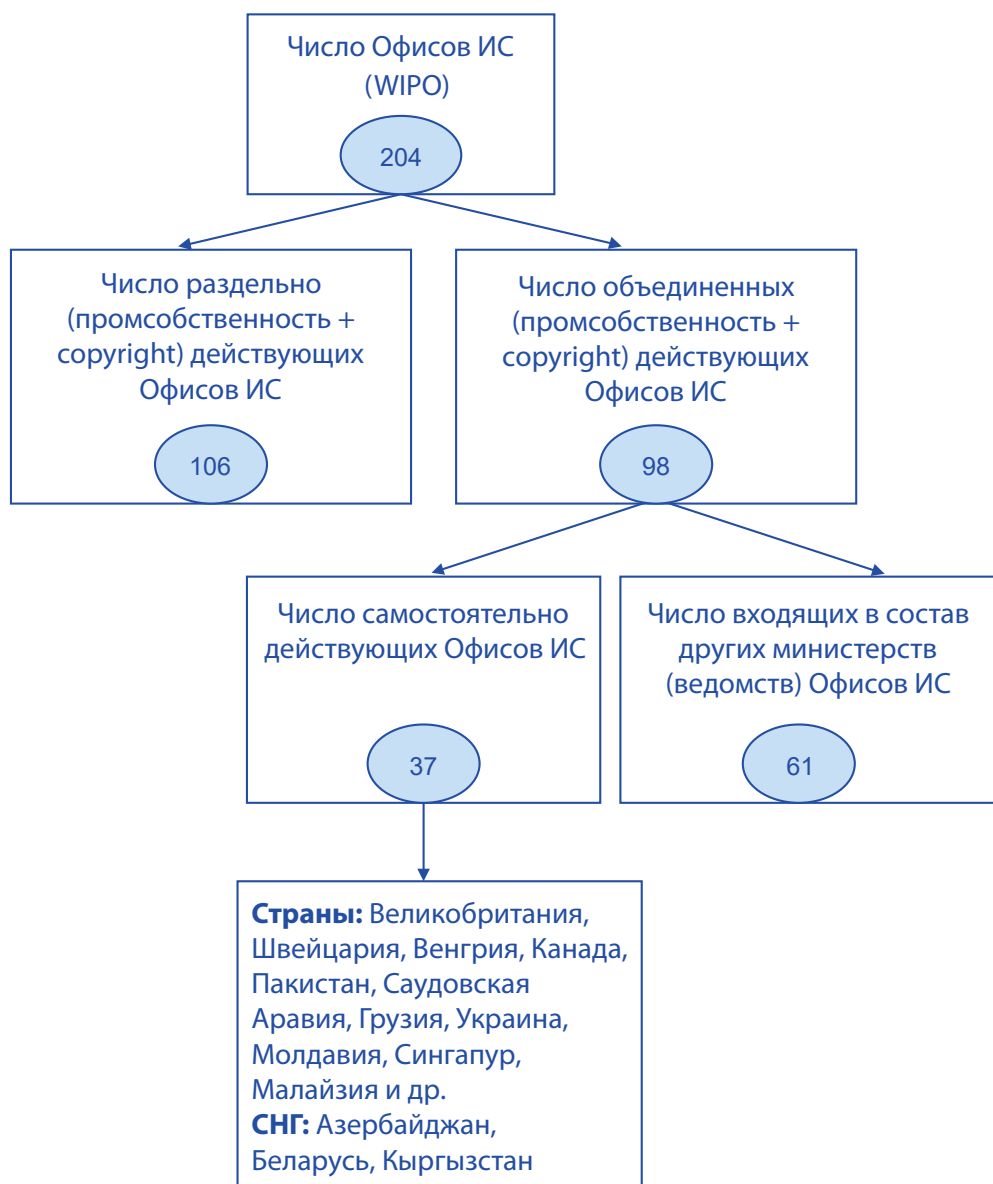 Число Офисов ИС
(WIPO)
204
Число раздельно
(промсобственность +
copyright) действующих
Офисов ИС
106
Число объединенных
(промсобственность +
copyright) действующих
Офисов ИС
98
Число самостоятельно
действующих Офисов ИС
37
Число входящих в состав
других министерств
(ведомств) Офисов ИС
61
Страны: Великобритания,
Швейцария, Венгрия, Канада,
Пакистан, Саудовская
Аравия, Грузия, Украина,
Молдавия, Сингапур,
Малайзия и др.
СНГ: Азербайджан,
Беларусь, Кыргызстан